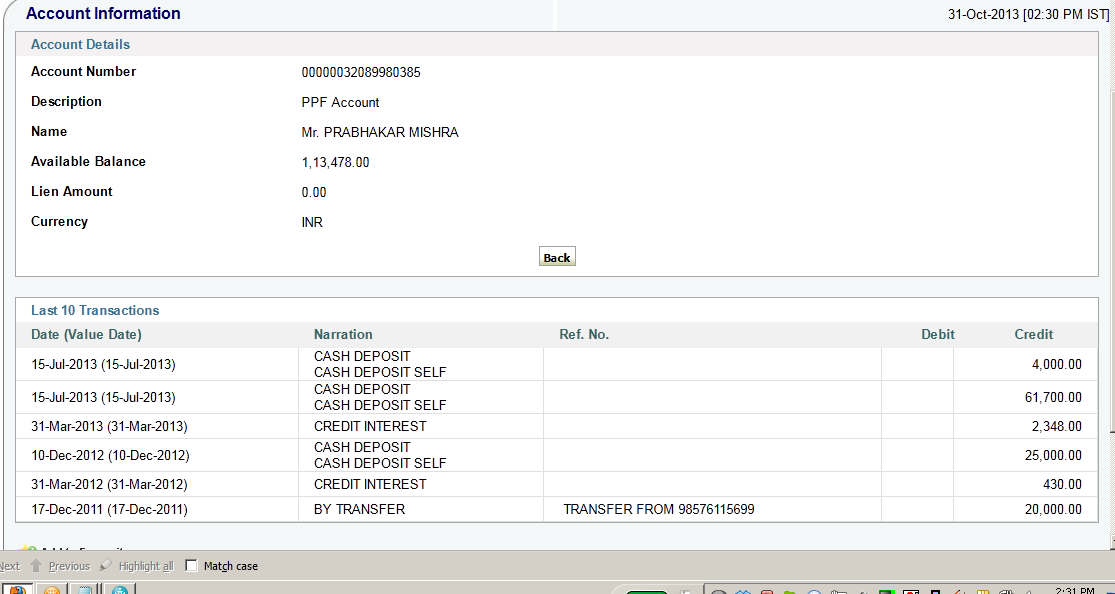 Account Information
31-Oct-2013 [02:30 PM IST]
Account Details
Account Number 00000032089980385
Description PPF Account
Name Mr. PRABHAKAR MISHRA
Available Balance 1,13,478.00
Lien Amount 0.00
Currency INR
Back
Last 10 Transactions
Date (Value Date) Narration Ref. No. Debit Credit
15-Jul-2013 (15-Jul-2013) CASH DEPOSIT
CASH DEPOSIT SELF 4,000.00
15-Jul-2013 (15-Jul-2013) CASH DEPOSIT
CASH DEPOSIT SELF 61,700.00
31-Mar-2013 (31-Mar-2013) CREDIT INTEREST 2,348.00
10-Dec-2012 (10-Dec-2012) CASH DEPOSIT
CASH DEPOSIT SELF 25,000.00
31-Mar-2012 (31-Mar-2012) CREDIT INTEREST 430.00
17-Dec-2011 (17-Dec-2011) BY TRANSFER TRANSFER FROM 98576115699 20,000.00
Previous Highlight all Match case
2:31 PM